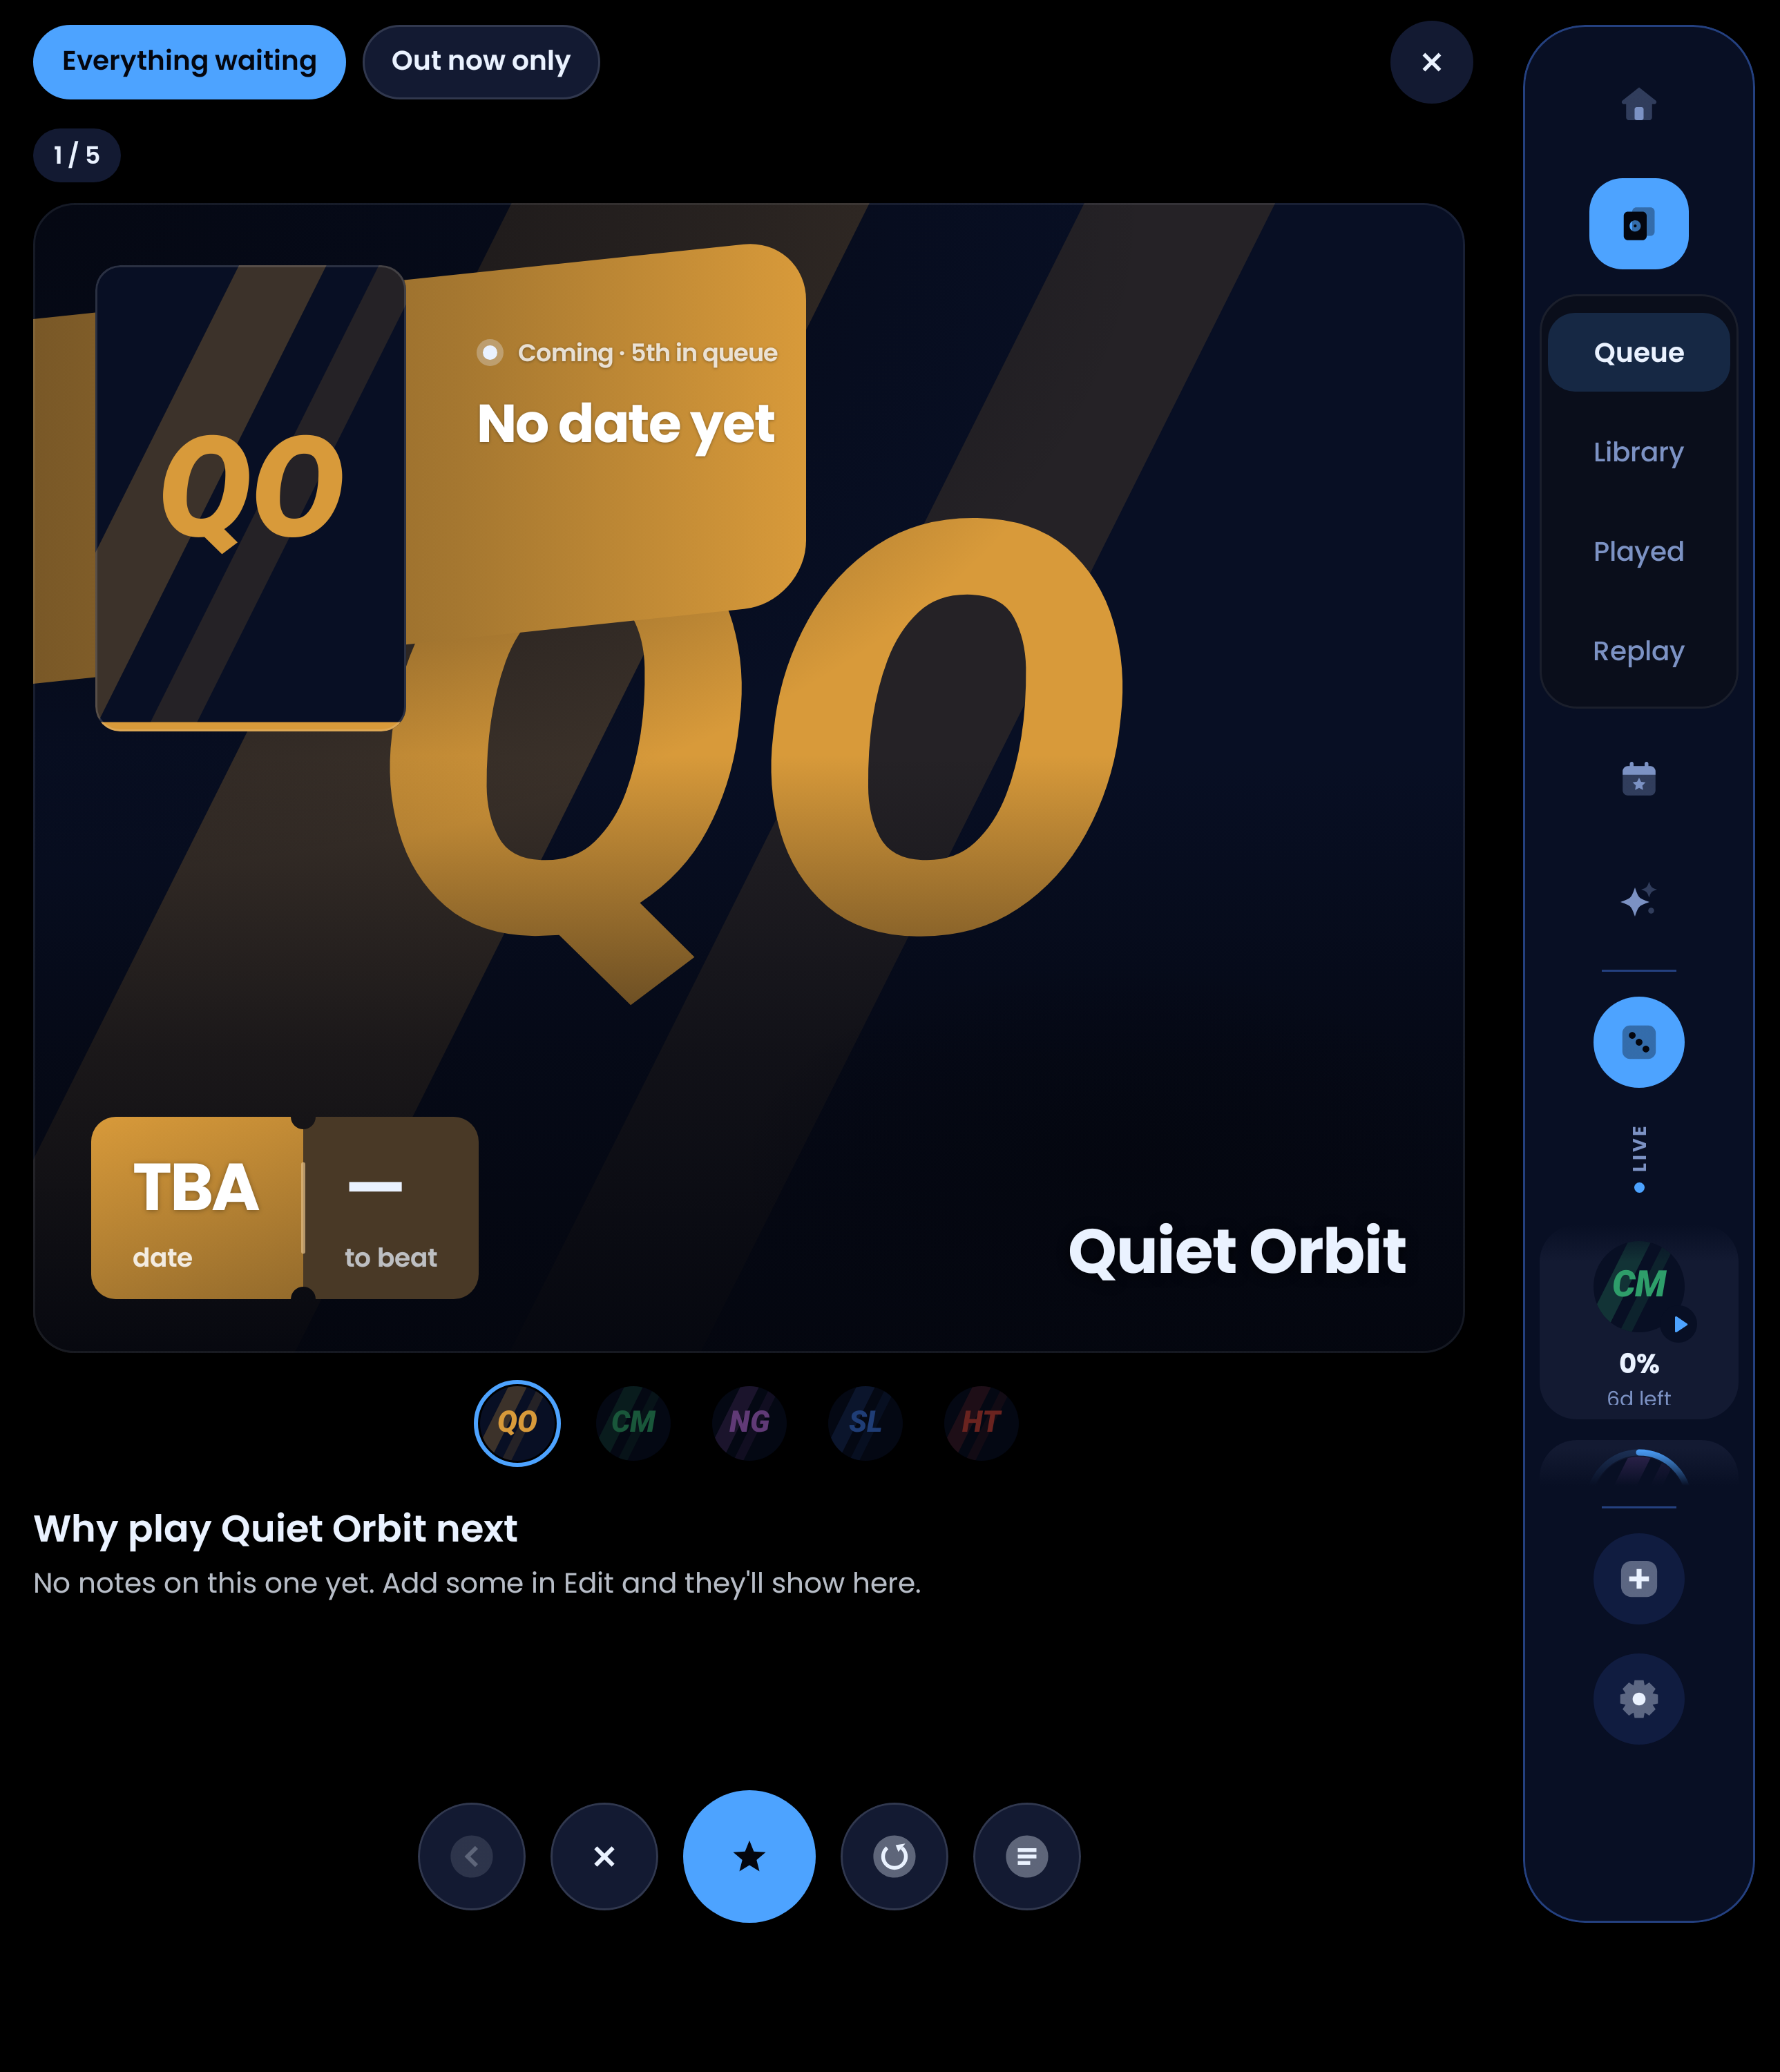 Everything waiting
Out now only
1 / 5
QO
Coming · 5th in queue
No date yet
QO
TBA
date
—
to beat
Quiet Orbit
QO
CM
NG
SL
HT
Why play Quiet Orbit next
No notes on this one yet. Add some in Edit and they'll show here.
Queue
Library
Played
Replay
LIVE
CM
0%
6d left